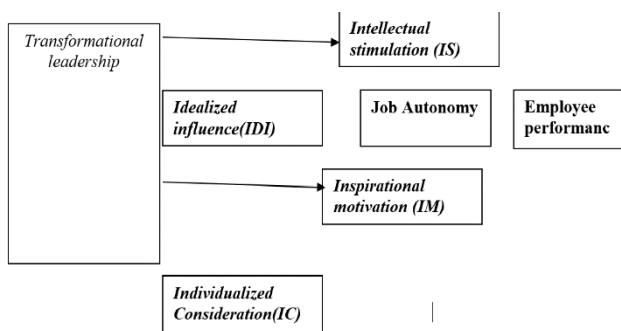 Transformational
leadership
Intellectual
stimulation (IS)
Idealized
influence(IDI)
Job Autonomy
Employee
performanc
Inspirational
motivation (IM)
Individualized
Consideration(IC)